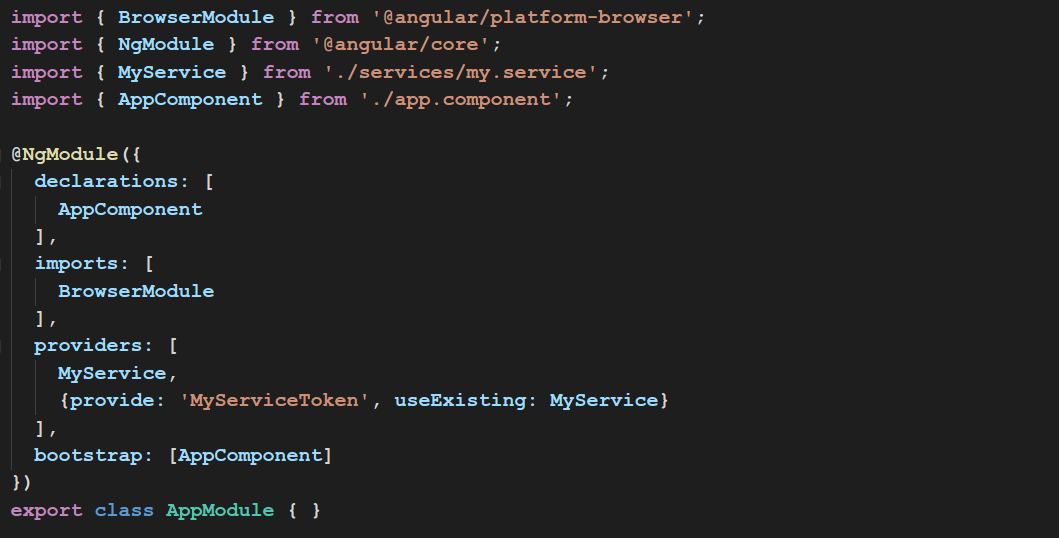 import { BrowserModule } from '@angular/platform-browser';
import { NgModule } from '@angular/core';
import { MyService } from './services/my.service';
import { AppComponent } from './app.component';
@NgModule({
declarations: [
AppComponent
],
imports: [
BrowserModule
],
providers: [
MyService,
{provide: 'MyServiceToken', useExisting: MyService}
],
bootstrap: [AppComponent]
})
export class AppModule { }